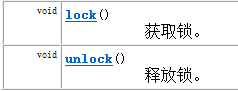 void lock()
获取锁。
void unlock()
释放锁。